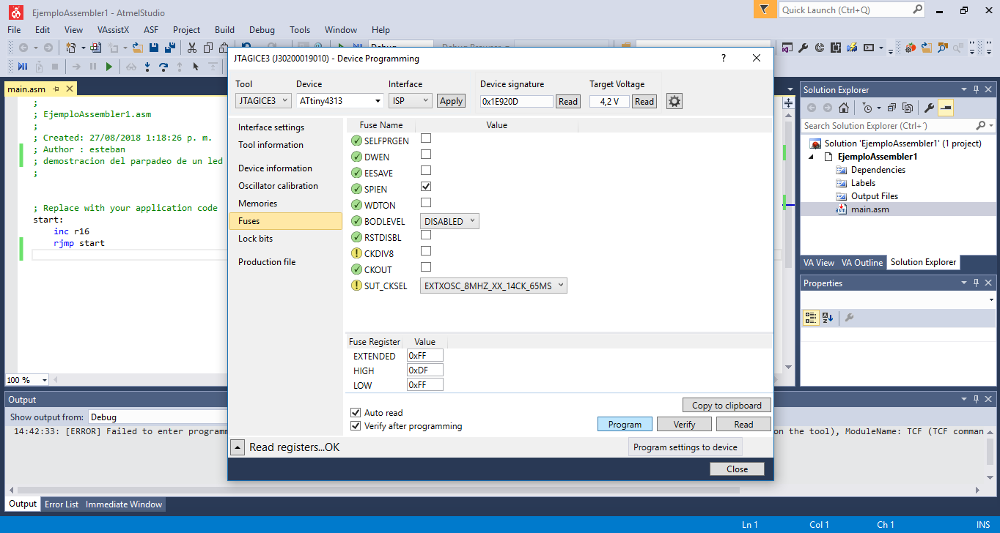 EjemploAssembler1 - AtmelStudio
Quick Launch (Ctrl+Q)
File Edit View VAssistX ASF Project Build Debug Tools Window Help
JTAGICE3 (J30200019010) - Device Programming
Tool Device Interface Device signature Target Voltage
JTAGICE3 ATtiny4313 ISP Apply 0x1E920D Read 4,2 V Read
main.asm
;
; EjemploAssembler1.asm
;
; Created: 27/08/2018 1:18:26 p. m.
; Author : esteban
; demostracion del parpadeo de un led
;
; Replace with your application code
start:
inc r16
rjmp start
100 %
Interface settings
Tool information
Device information
Oscillator calibration
Memories
Fuses
Lock bits
Production file
Fuse Name Value
SELFPRGEN
DWEN
EESAVE
SPIEN
WDTON
BODLEVEL DISABLED
RSTDISBL
CKDIV8
CKOUT
SUT_CKSEL EXTXOSC_8MHZ_XX_14CK_65MS
Fuse Register Value
EXTENDED 0xFF
HIGH 0xDF
LOW 0xFF
Copy to clipboard
Auto read
Verify after programming
Program Verify Read
Read registers...OK
Program settings to device
Close
Solution Explorer
Search Solution Explorer (Ctrl+´)
Solution 'EjemploAssembler1' (1 project)
EjemploAssembler1
Dependencies
Labels
Output Files
main.asm
VA View VA Outline Solution Explorer
Properties
Output
Show output from: Debug
14:42:33: [ERROR] Failed to enter programm
on the tool), ModuleName: TCF (TCF comman
Output Error List Immediate Window
Ln 1 Col 1 Ch 1 INS